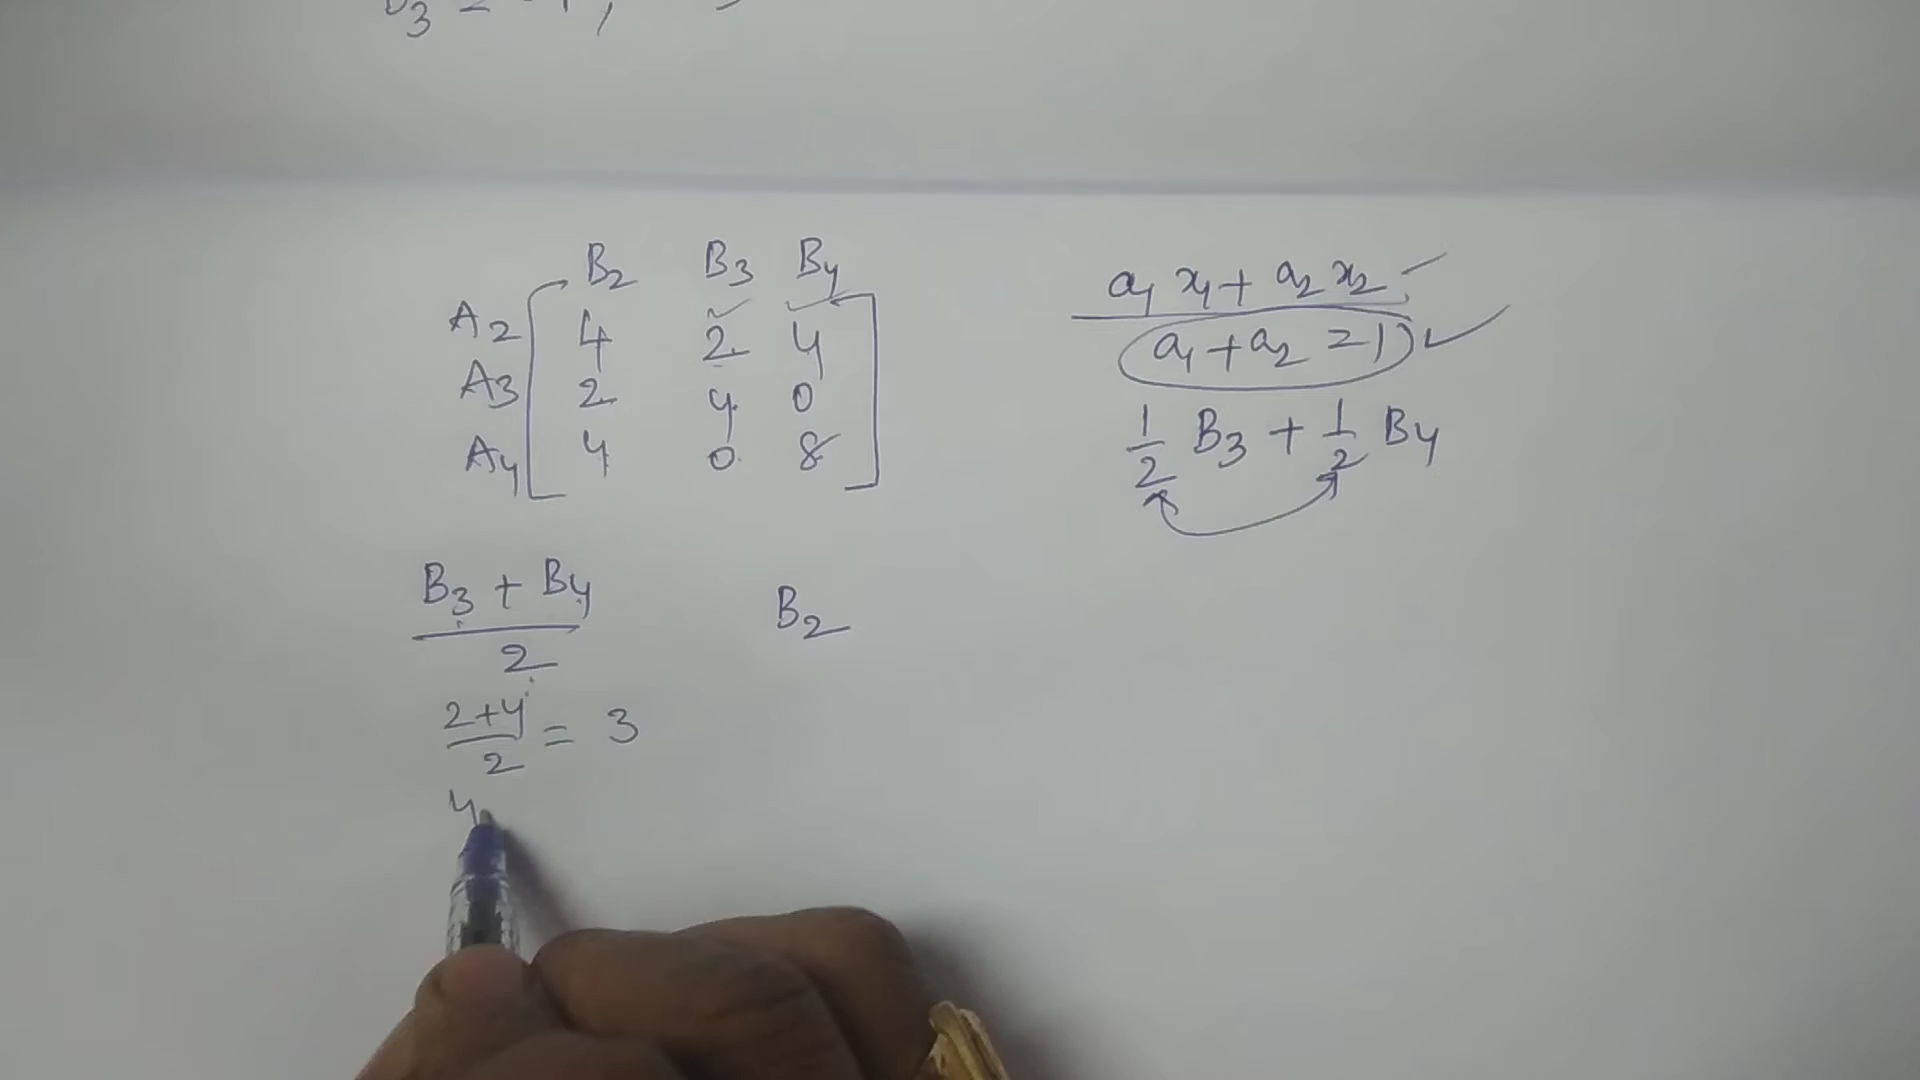 B₂ B₃ B₄
A₂ 4 2 4
A₃ 2 4 0
A₄ 4 0 8
a₁ x₁ + a₂ x₂
a₁ + a₂ = 1
1/2 B₃ + 1/2 B₄
B₃ + B₄
2
B₂
2+4
2
= 3
4